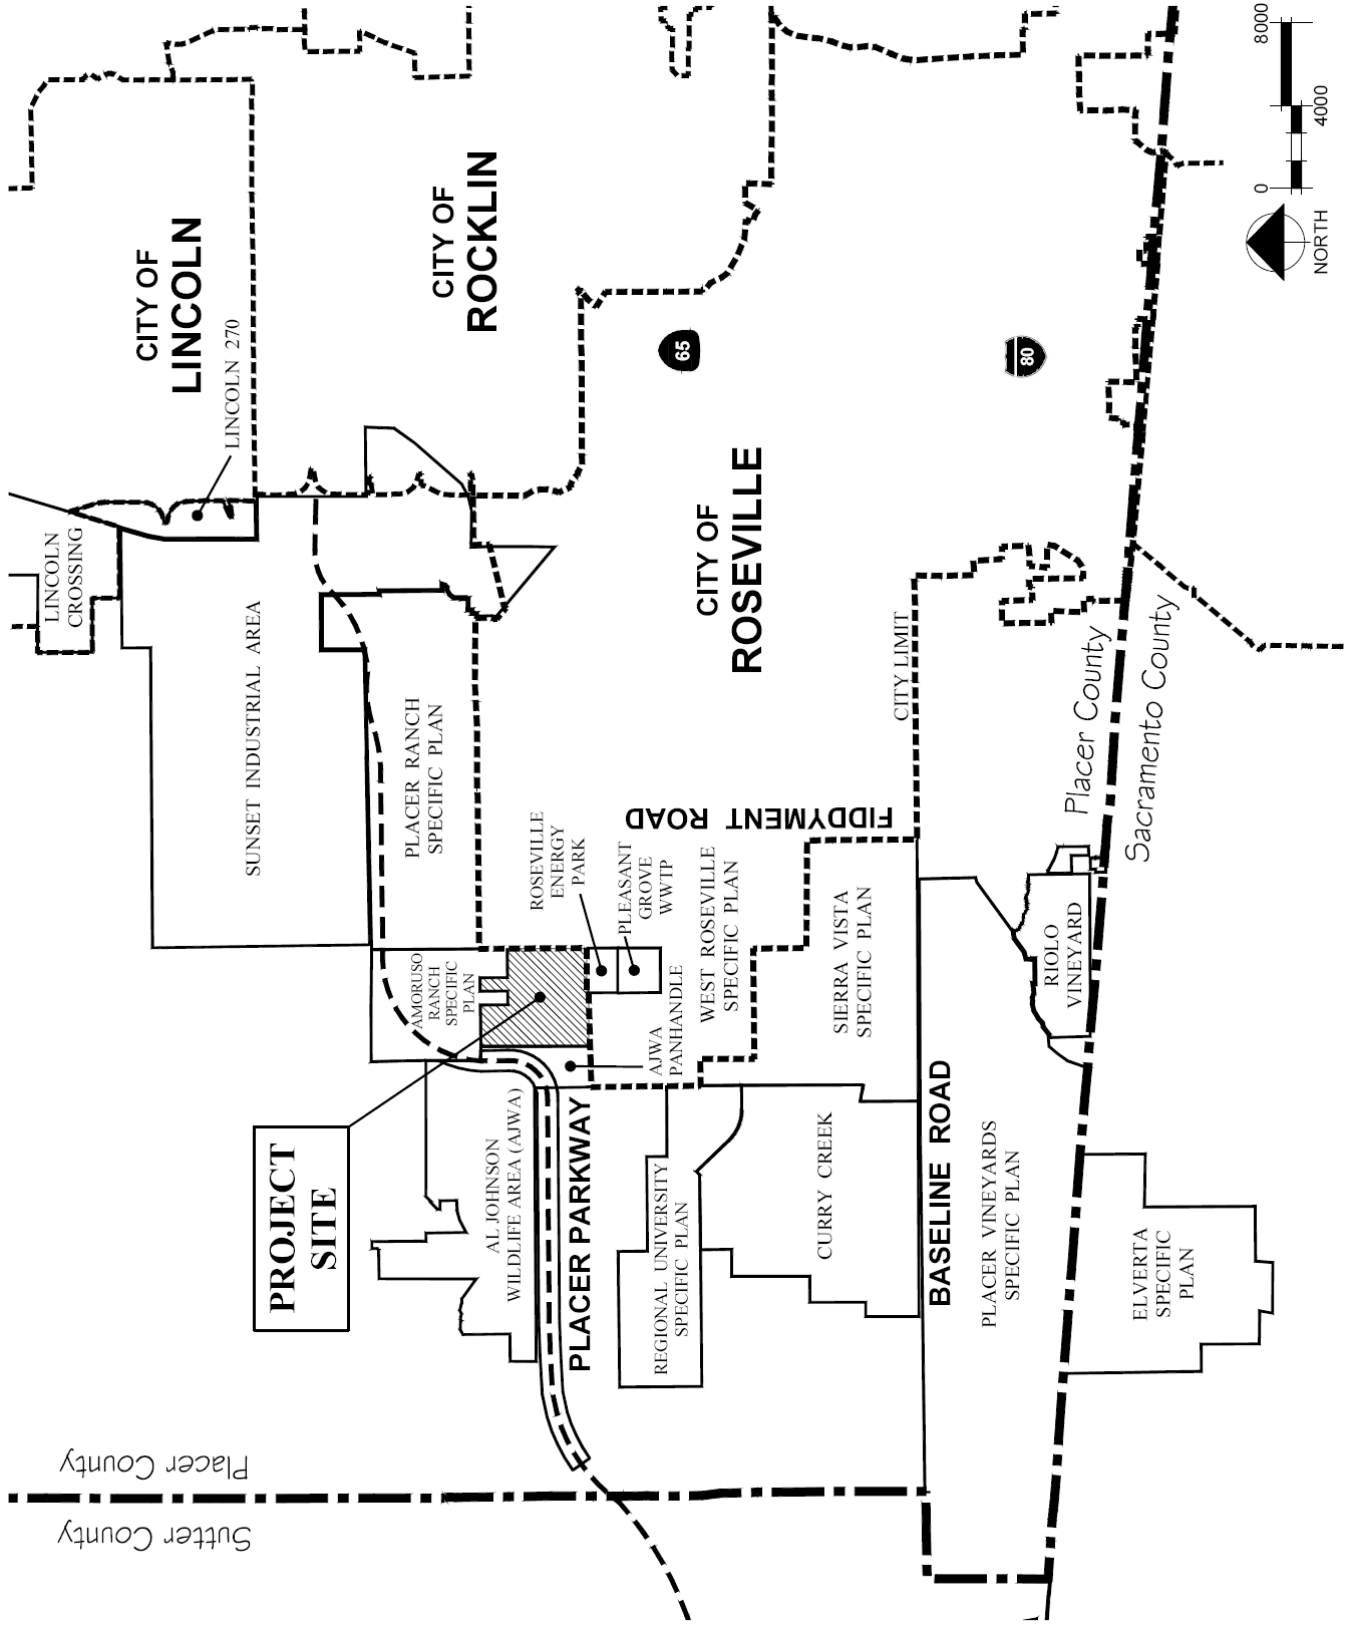 CITY OF
LINCOLN
LINCOLN 270
CITY OF
ROCKLIN
LINCOLN
CROSSING
SUNSET INDUSTRIAL AREA
PLACER RANCH
SPECIFIC PLAN
65
80
CITY OF
ROSEVILLE
CITY LIMIT
FIDDYMENT ROAD
ROSEVILLE
ENERGY
PARK
PLEASANT
GROVE
WWTP
AMORUSO
RANCH
SPECIFIC
PLAN
WEST ROSEVILLE
SPECIFIC PLAN
SIERRA VISTA
SPECIFIC PLAN
AJWA
PANHANDLE
RIOLO
VINEYARD
PROJECT
SITE
AL JOHNSON
WILDLIFE AREA (AJWA)
PLACER PARKWAY
REGIONAL UNIVERSITY
SPECIFIC PLAN
CURRY CREEK
BASELINE ROAD
PLACER VINEYARDS
SPECIFIC PLAN
ELVERTA
SPECIFIC
PLAN
Placer County
Sacramento County
Placer County
Sutter County
NORTH
0
4000
8000